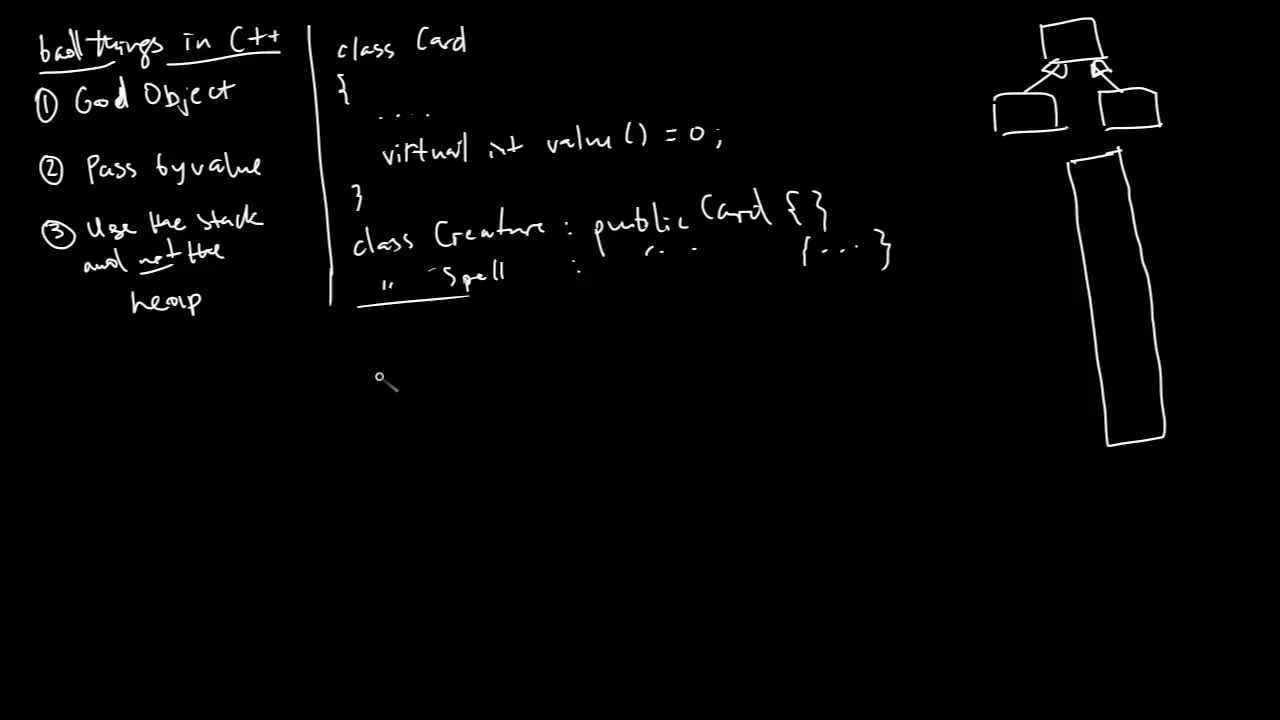 bad things in C++
① Good Object
② Pass by value
③ Use the stack
and not the
heap
class Card
{
....
virtual int value () = 0;
}
class Creature : public Card { }
" Spell : " . . { ... }